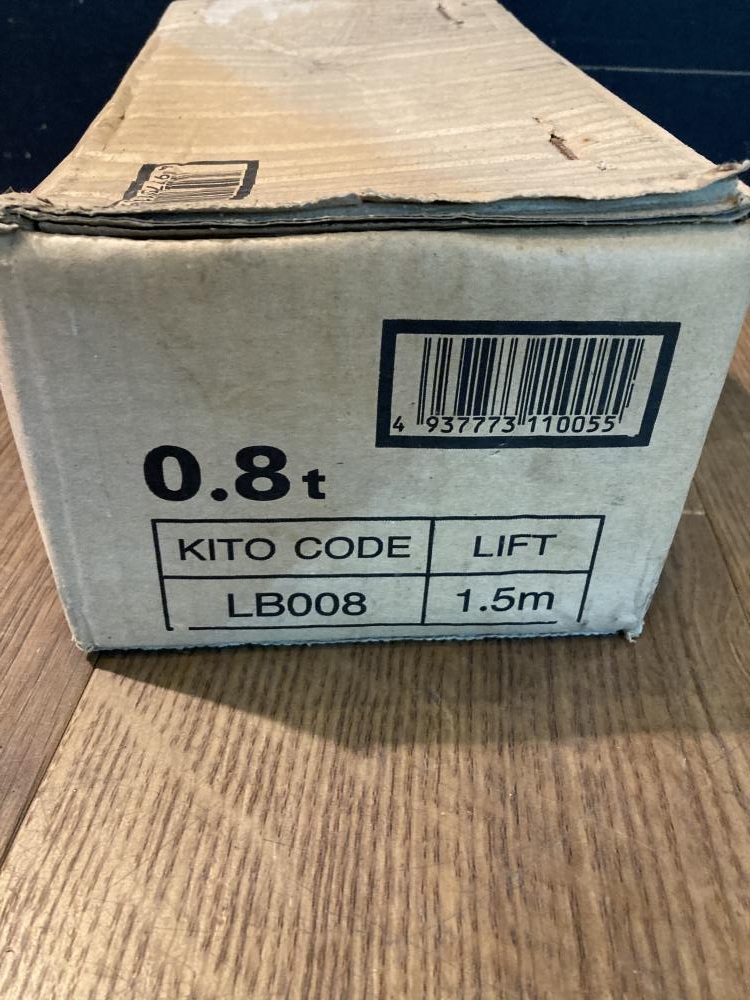 4 937773 110055
0.8t
KITO CODE LIFT
LB008 1.5m